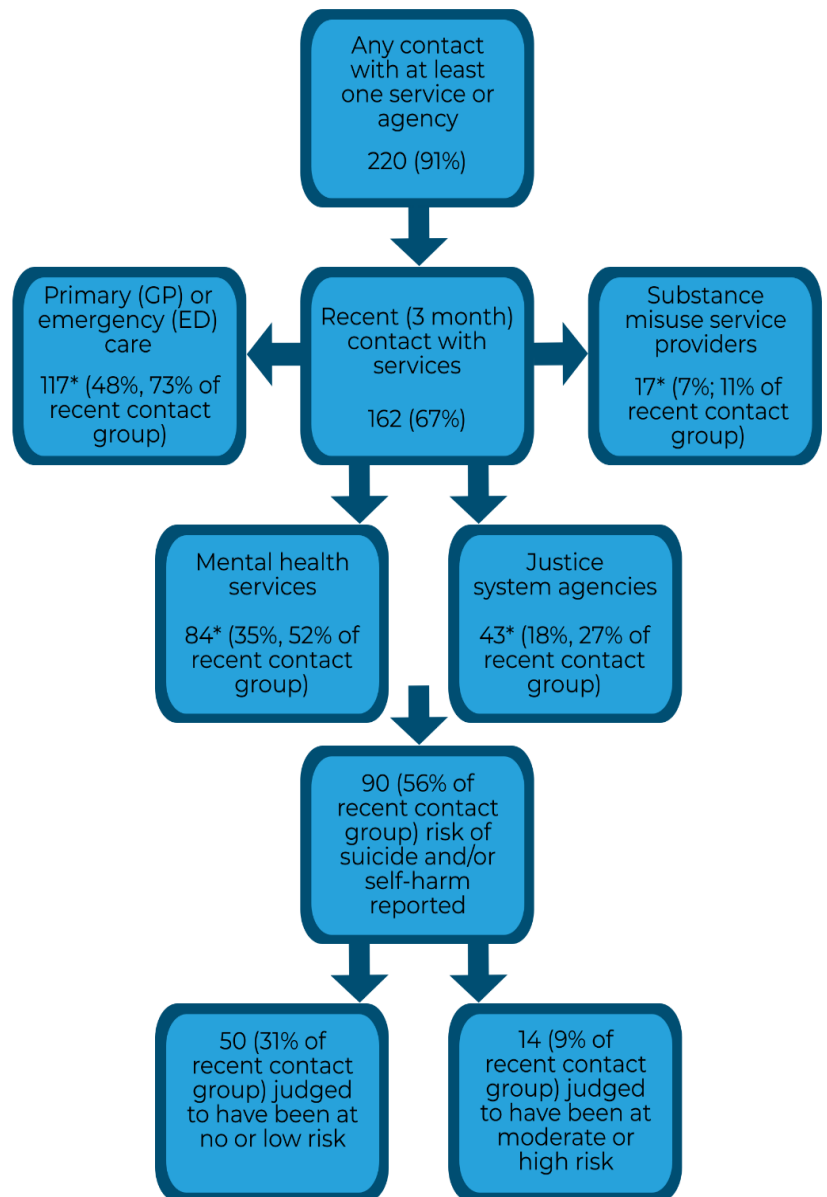 Any contact
with at least
one service or
agency
220 (91%)
Primary (GP) or
emergency (ED)
care
117* (48%, 73% of
recent contact
group)
Recent (3 month)
contact with
services
162 (67%)
Substance
misuse service
providers
17* (7%; 11% of
recent contact
group)
Mental health
services
84* (35%, 52% of
recent contact
group)
Justice
system agencies
43* (18%, 27% of
recent contact
group)
90 (56% of
recent contact
group) risk of
suicide and/or
self-harm
reported
50 (31% of
recent contact
group) judged
to have been at
no or low risk
14 (9% of
recent contact
group) judged
to have been at
moderate or
high risk